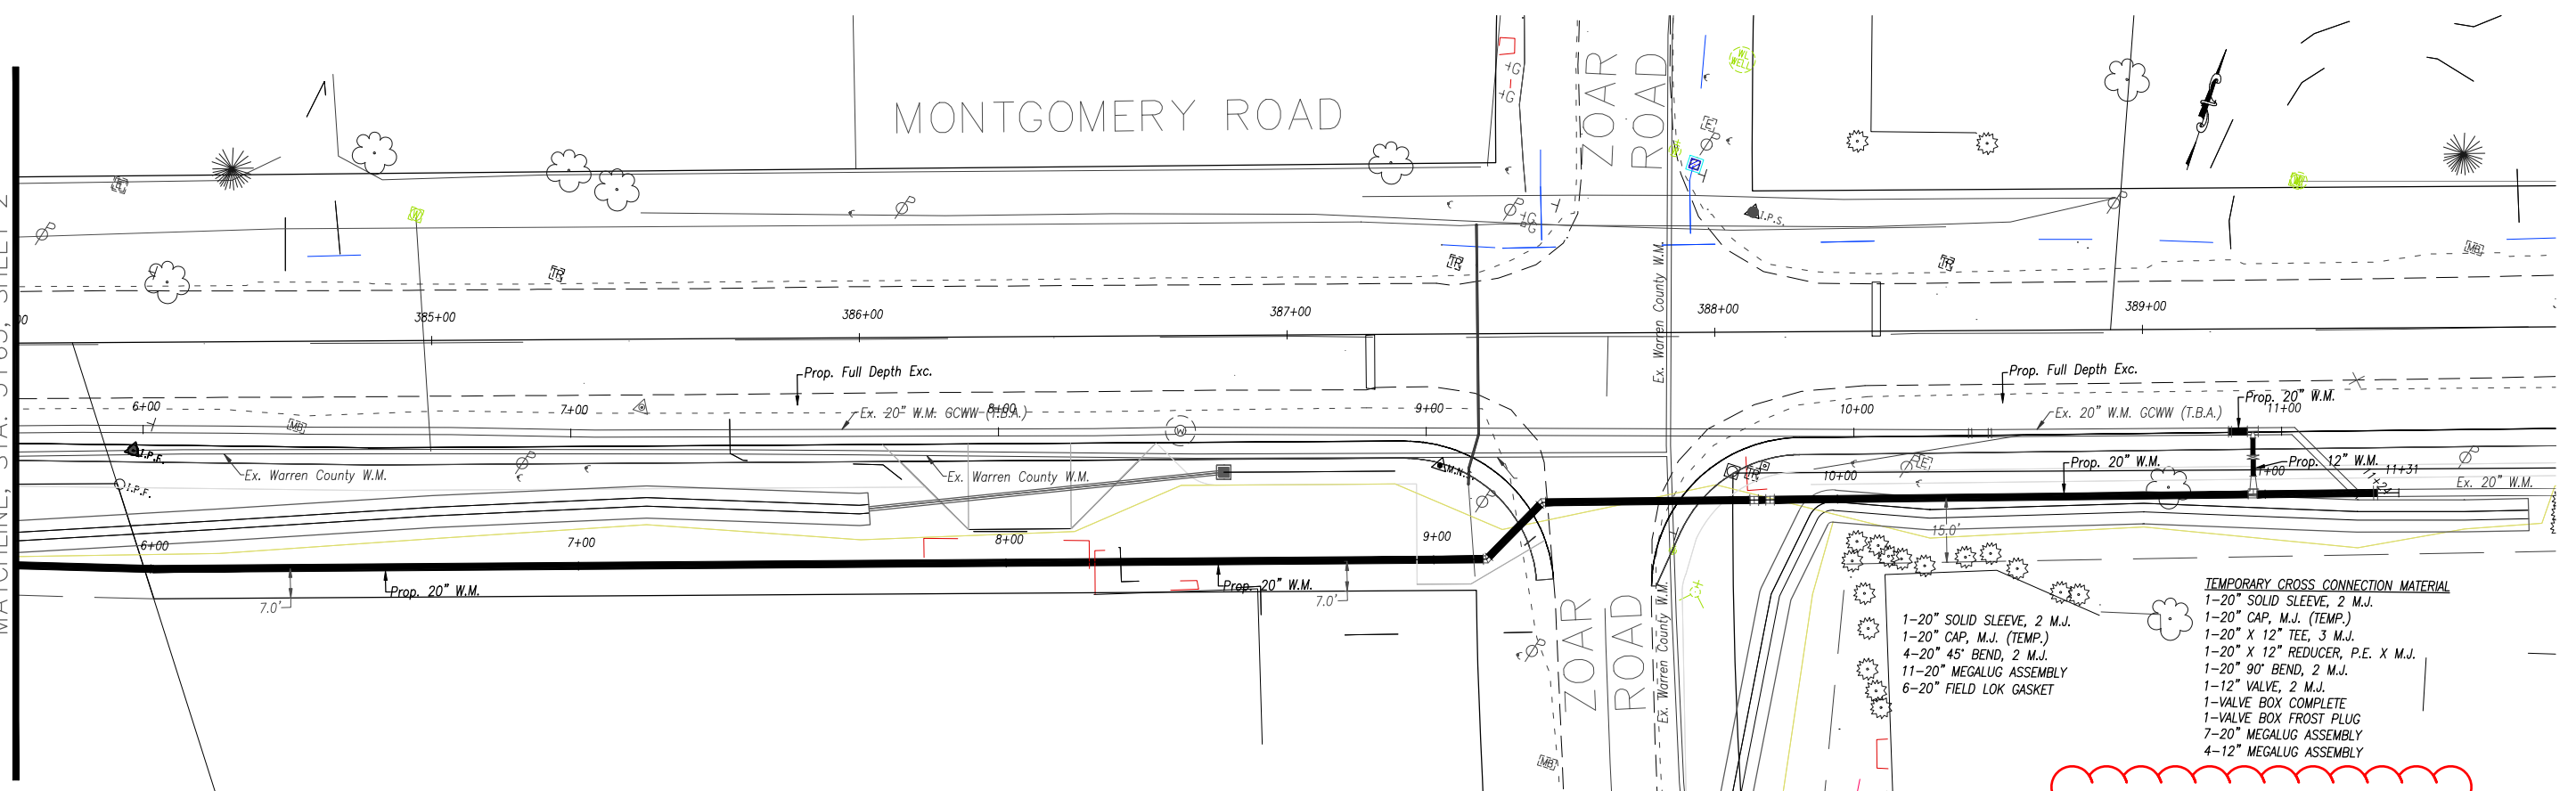 MONTGOMERY ROAD
ZOAR
ROAD
WL
WELL
+G
+G
I.P.S.
TR
TR
TR
MB
385+00
386+00
387+00
388+00
389+00
Ex. Warren County W.M.
Prop. Full Depth Exc.
Prop. Full Depth Exc.
6+00
7+00
8+00
9+00
10+00
11+00
Ex. 20" W.M. GCWW (T.B.A.)
Ex. 20" W.M. GCWW (T.B.A.)
Prop. 20" W.M.
MB
W
I.P.F.
I.P.F.
Ex. Warren County W.M.
Ex. Warren County W.M.
M.N.
Prop. 20" W.M.
Prop. 12" W.M.
10+00
11+31
Ex. 20" W.M.
15.0'
6+00
7+00
8+00
9+00
Prop. 20" W.M.
Prop. 20" W.M.
7.0'
7.0'
ZOAR
ROAD
Ex. Warren County W.M.
MB
1-20" SOLID SLEEVE, 2 M.J.
1-20" CAP, M.J. (TEMP.)
4-20" 45° BEND, 2 M.J.
11-20" MEGALUG ASSEMBLY
6-20" FIELD LOK GASKET
TEMPORARY CROSS CONNECTION MATERIAL
1-20" SOLID SLEEVE, 2 M.J.
1-20" CAP, M.J. (TEMP.)
1-20" X 12" TEE, 3 M.J.
1-20" X 12" REDUCER, P.E. X M.J.
1-20" 90° BEND, 2 M.J.
1-12" VALVE, 2 M.J.
1-VALVE BOX COMPLETE
1-VALVE BOX FROST PLUG
7-20" MEGALUG ASSEMBLY
4-12" MEGALUG ASSEMBLY